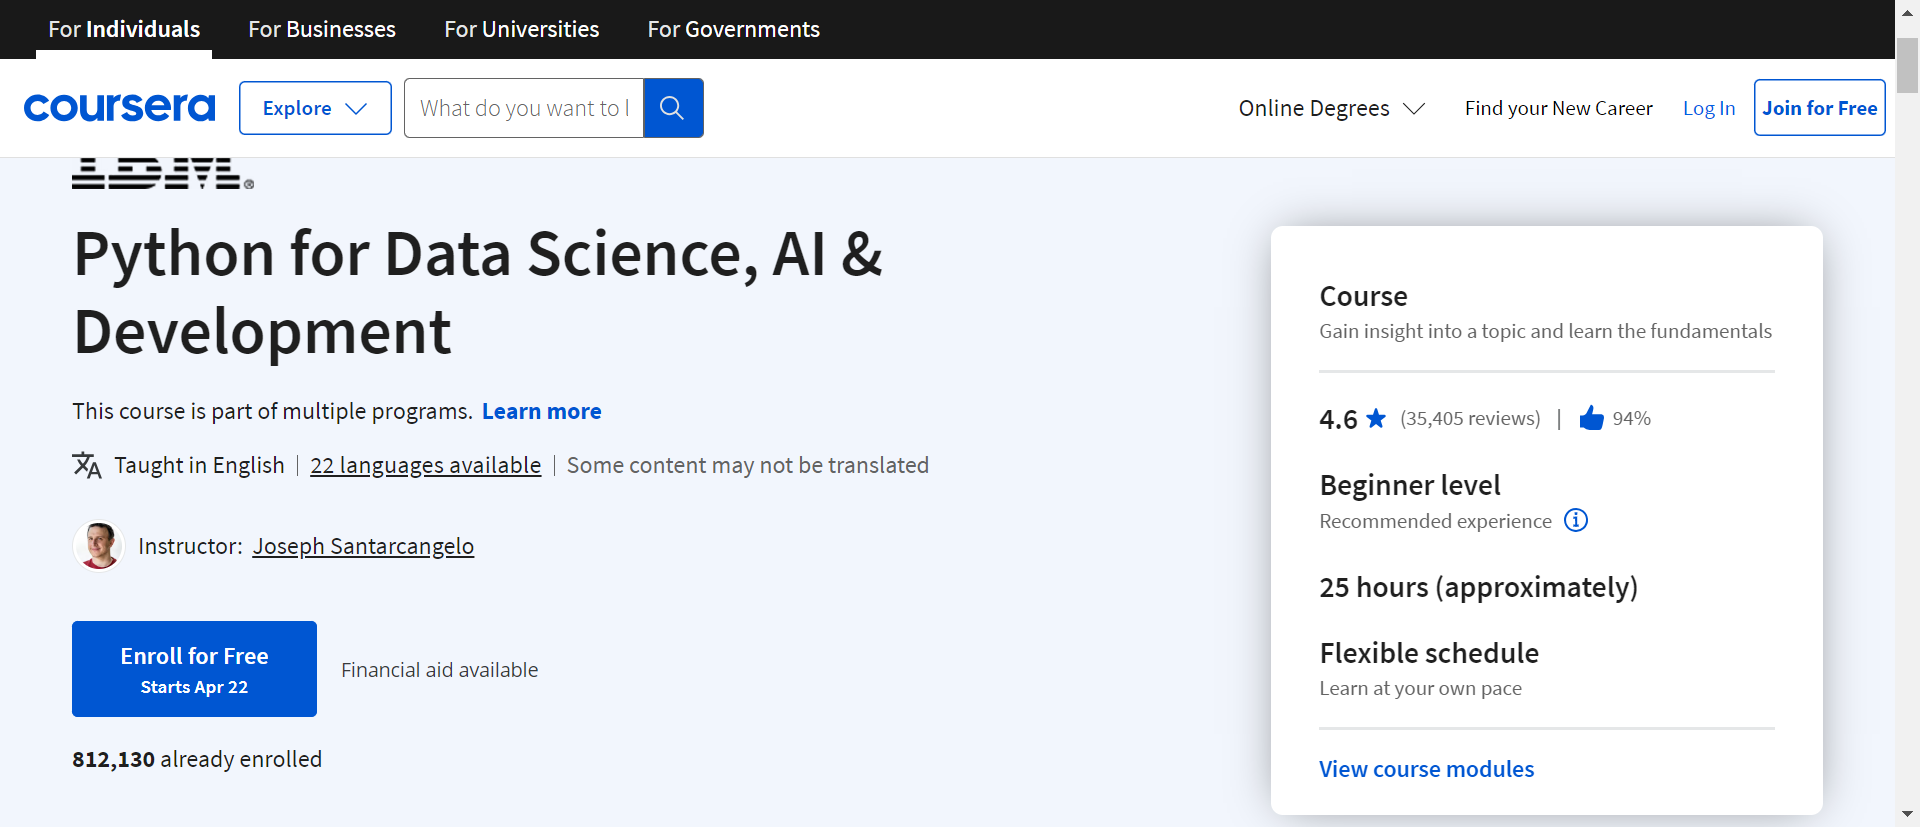 For Individuals For Businesses For Universities For Governments
coursera Explore What do you want to l Online Degrees Find your New Career Log In Join for Free
IBM®
Python for Data Science, AI &
Development
This course is part of multiple programs. Learn more
Taught in English | 22 languages available | Some content may not be translated
Instructor: Joseph Santarcangelo
Enroll for Free
Starts Apr 22
Financial aid available
812,130 already enrolled
Course
Gain insight into a topic and learn the fundamentals
4.6 (35,405 reviews) | 94%
Beginner level
Recommended experience
25 hours (approximately)
Flexible schedule
Learn at your own pace
View course modules